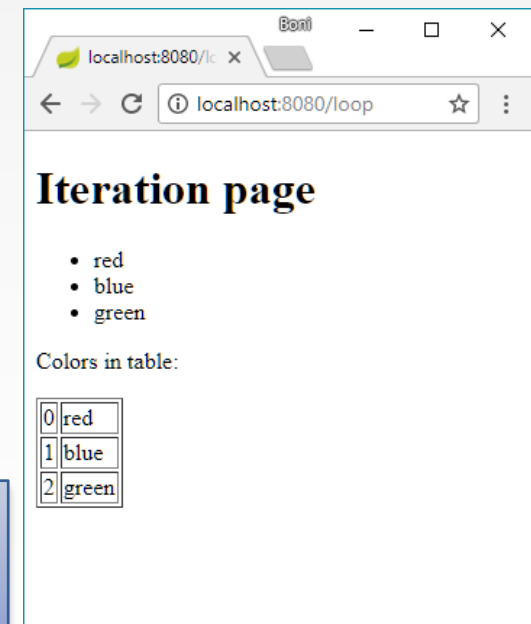 Boni
localhost:8080/lo
localhost:8080/loop
Iteration page
• red
• blue
• green
Colors in table:
0 red
1 blue
2 green